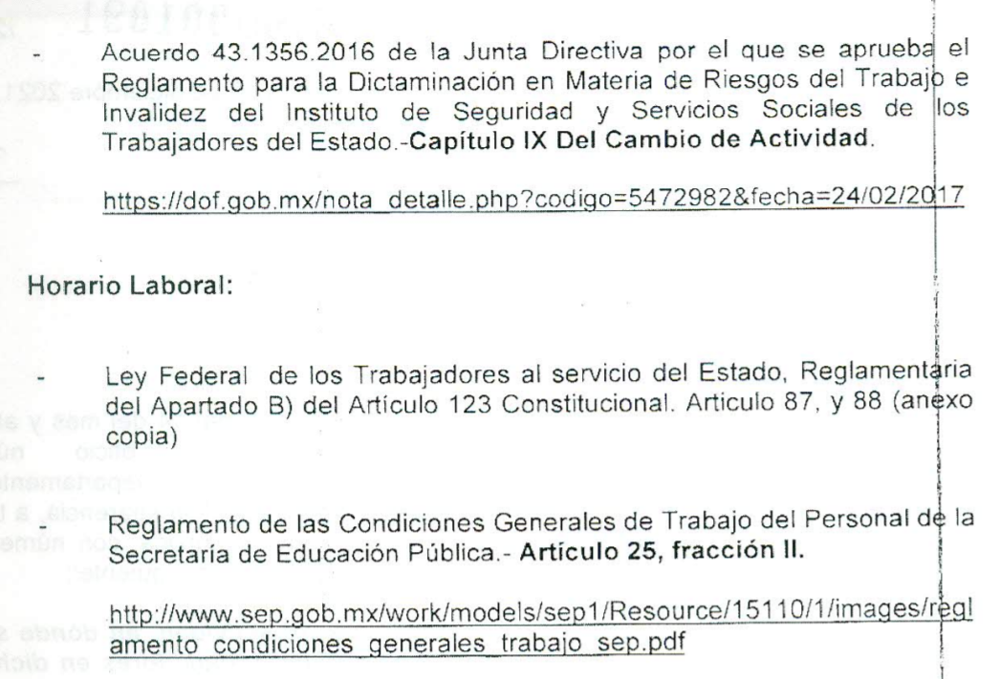 - Acuerdo 43.1356.2016 de la Junta Directiva por el que se aprueba el
Reglamento para la Dictaminación en Materia de Riesgos del Trabajo e
Invalidez del Instituto de Seguridad y Servicios Sociales de los
Trabajadores del Estado.-Capítulo IX Del Cambio de Actividad.
https://dof.gob.mx/nota_detalle.php?codigo=5472982&fecha=24/02/2017
Horario Laboral:
- Ley Federal de los Trabajadores al servicio del Estado, Reglamentaria
del Apartado B) del Artículo 123 Constitucional. Articulo 87, y 88 (anexo
copia)
- Reglamento de las Condiciones Generales de Trabajo del Personal de la
Secretaría de Educación Pública.- Artículo 25, fracción II.
http://www.sep.gob.mx/work/models/sep1/Resource/15110/1/images/regl
amento_condiciones_generales_trabajo_sep.pdf